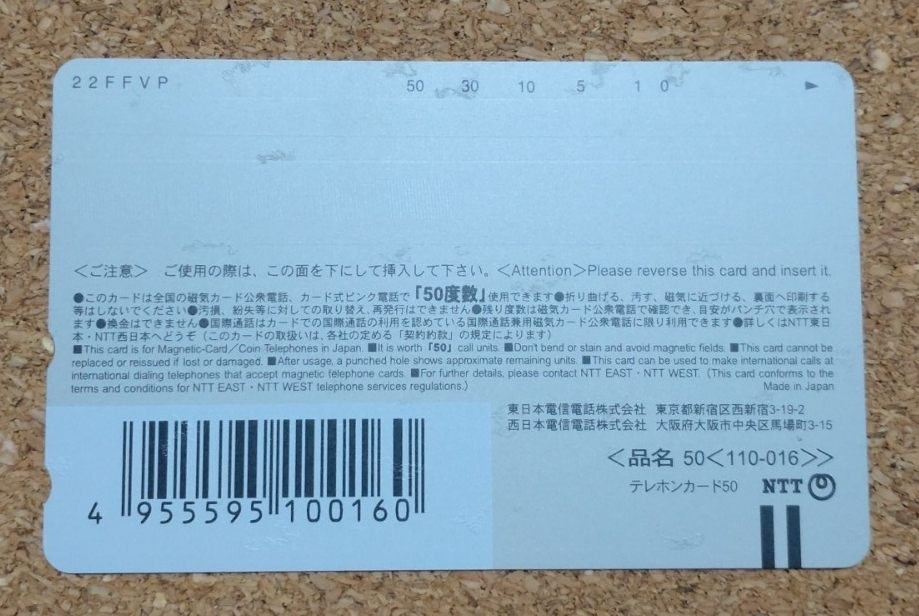 22FFVP 50 30 10 5 1 0 ►
＜ご注意＞ ご使用の際は、この面を下にして挿入して下さい。＜Attention＞Please reverse this card and insert it.
●このカードは全国の磁気カード公衆電話、カード式ピンク電話で「50度数」使用できます●折り曲げる、汚す、磁気に近づける、裏面へ印刷する
等はしないでください●汚損、紛失等に対しての取り替え、再発行はできません●残り度数は磁気カード公衆電話で確認でき、目安がパンチ穴で表示され
ます●換金はできません●国際通話はカードでの国際通話の利用を認めている国際通話兼用磁気カード公衆電話に限り利用できます●詳しくはNTT東日
本・NTT西日本へどうぞ（このカードの取扱いは、各社の定める「契約約款」の規定によります）
■This card is for Magnetic-Card／Coin Telephones in Japan. ■It is worth「50」call units. ■Don't bend or stain and avoid magnetic fields. ■This card cannot be
replaced or reissued if lost or damaged. ■After usage, a punched hole shows approximate remaining units. ■This card can be used to make international calls at
international dialing telephones that accept magnetic telephone cards. ■For further details, please contact NTT EAST・NTT WEST. (This card conforms to the
terms and conditions for NTT EAST・NTT WEST telephone services regulations.) Made in Japan
東日本電信電話株式会社 東京都新宿区西新宿3-19-2
西日本電信電話株式会社 大阪府大阪市中央区馬場町3-15
＜品名 50＜110-016＞＞
テレホンカード50 NTT
4 955595 100160